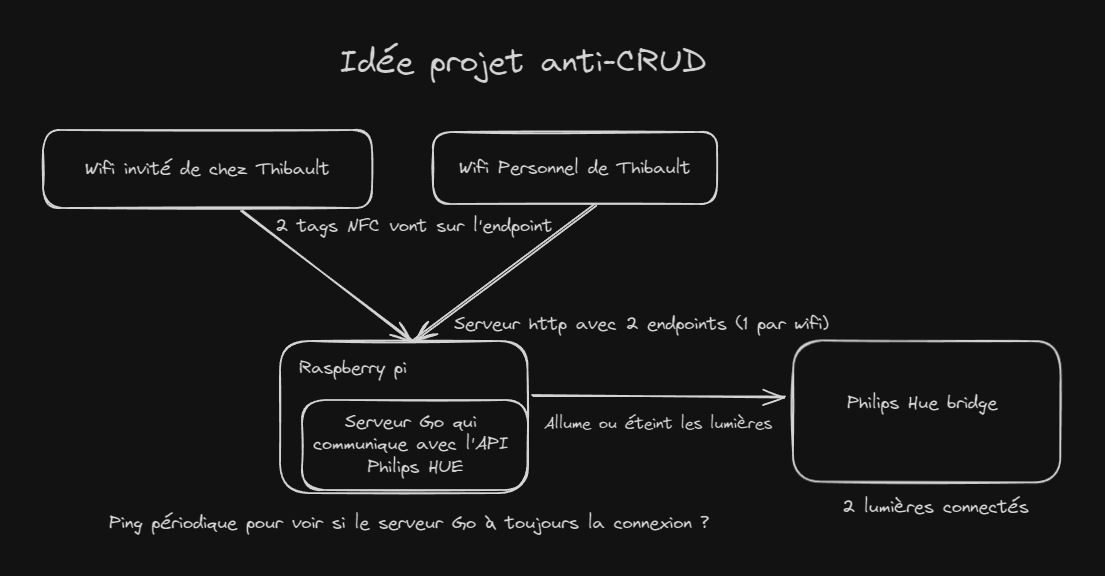 Idée projet anti-CRUD
Wifi invité de chez Thibault
Wifi Personnel de Thibault
2 tags NFC vont sur l'endpoint
Serveur http avec 2 endpoints (1 par wifi)
Raspberry pi
Serveur Go qui
communique avec l'API
Philips HUE
Allume ou éteint les lumières
Philips Hue bridge
2 lumières connectés
Ping périodique pour voir si le serveur Go à toujours la connexion ?